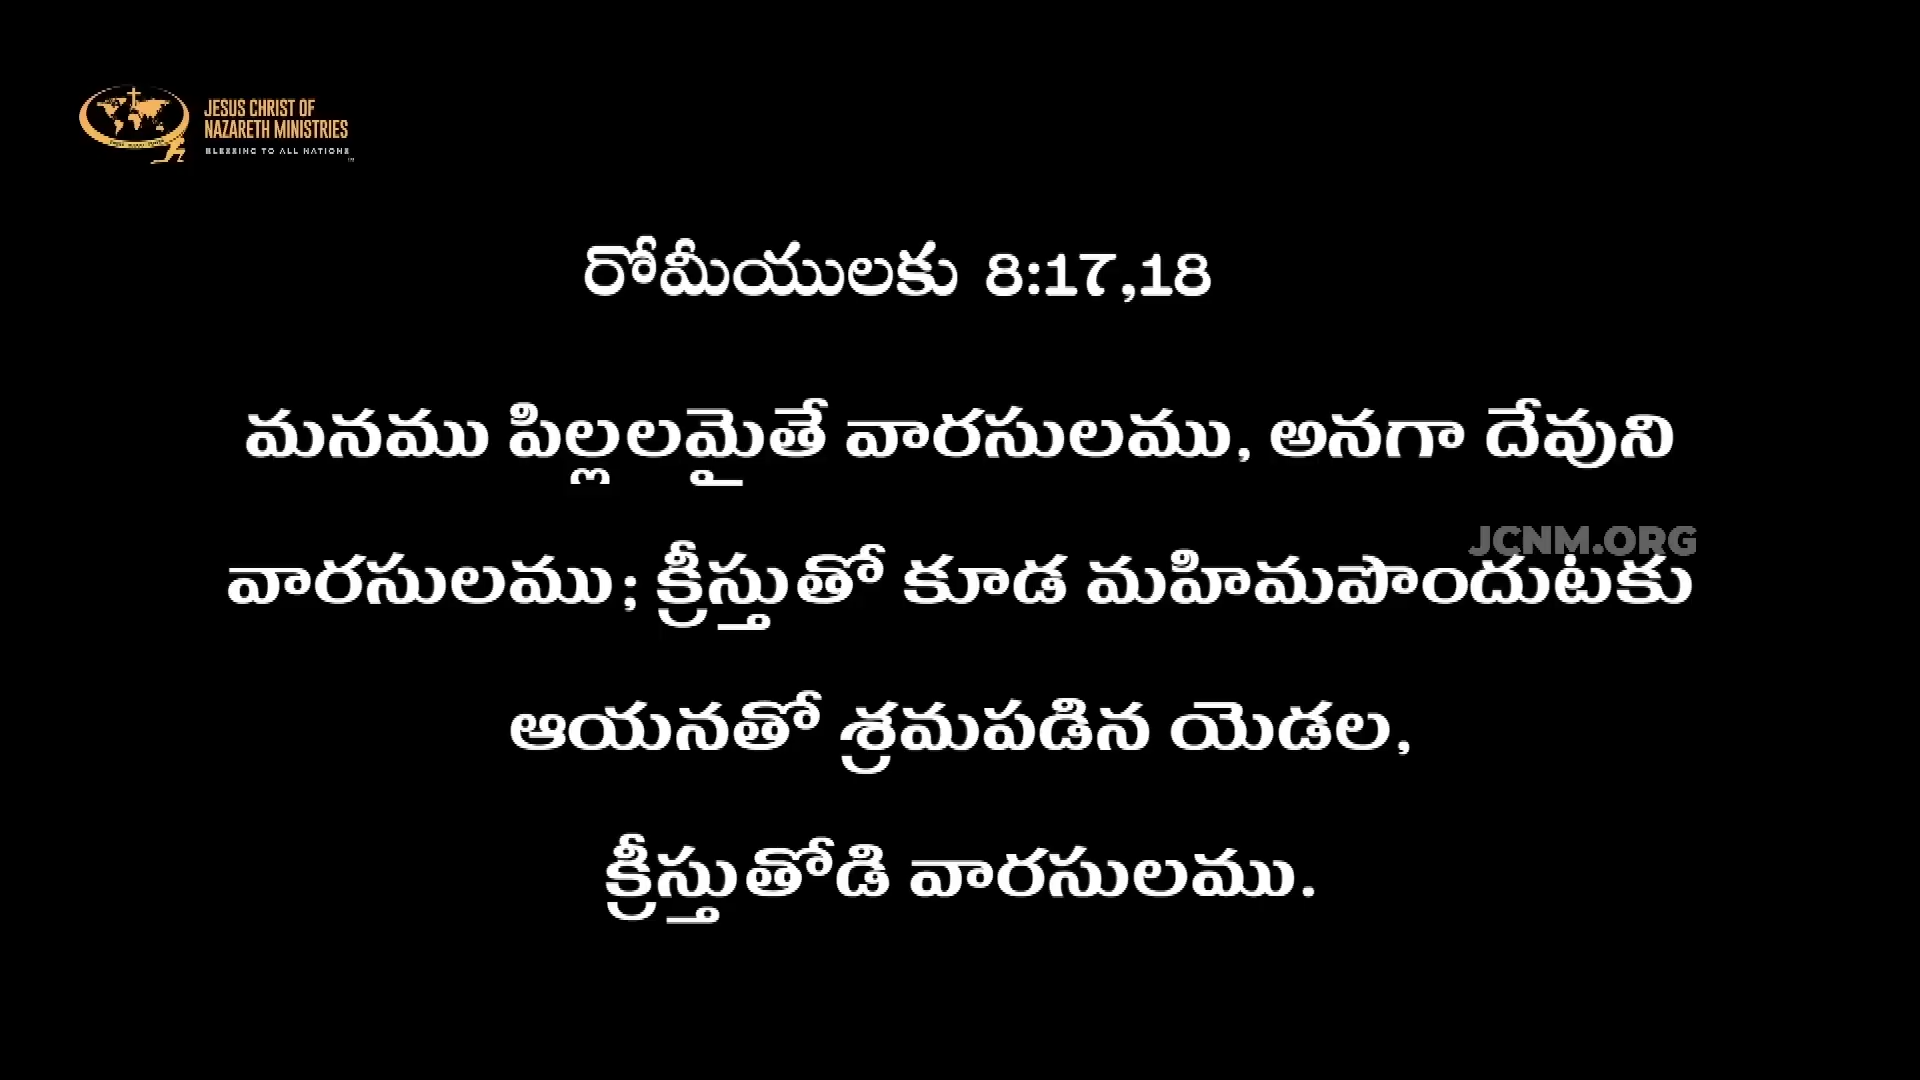 JESUS CHRIST OF
NAZARETH MINISTRIES
BLESSING TO ALL NATIONS
రోమీయులకు 8:17,18
మనము పిల్లలమైతే వారసులము, అనగా దేవుని
JCNM.ORG
వారసులము; క్రీస్తుతో కూడ మహిమపొందుటకు
ఆయనతో శ్రమపడిన యెడల,
క్రీస్తుతోడి వారసులము.